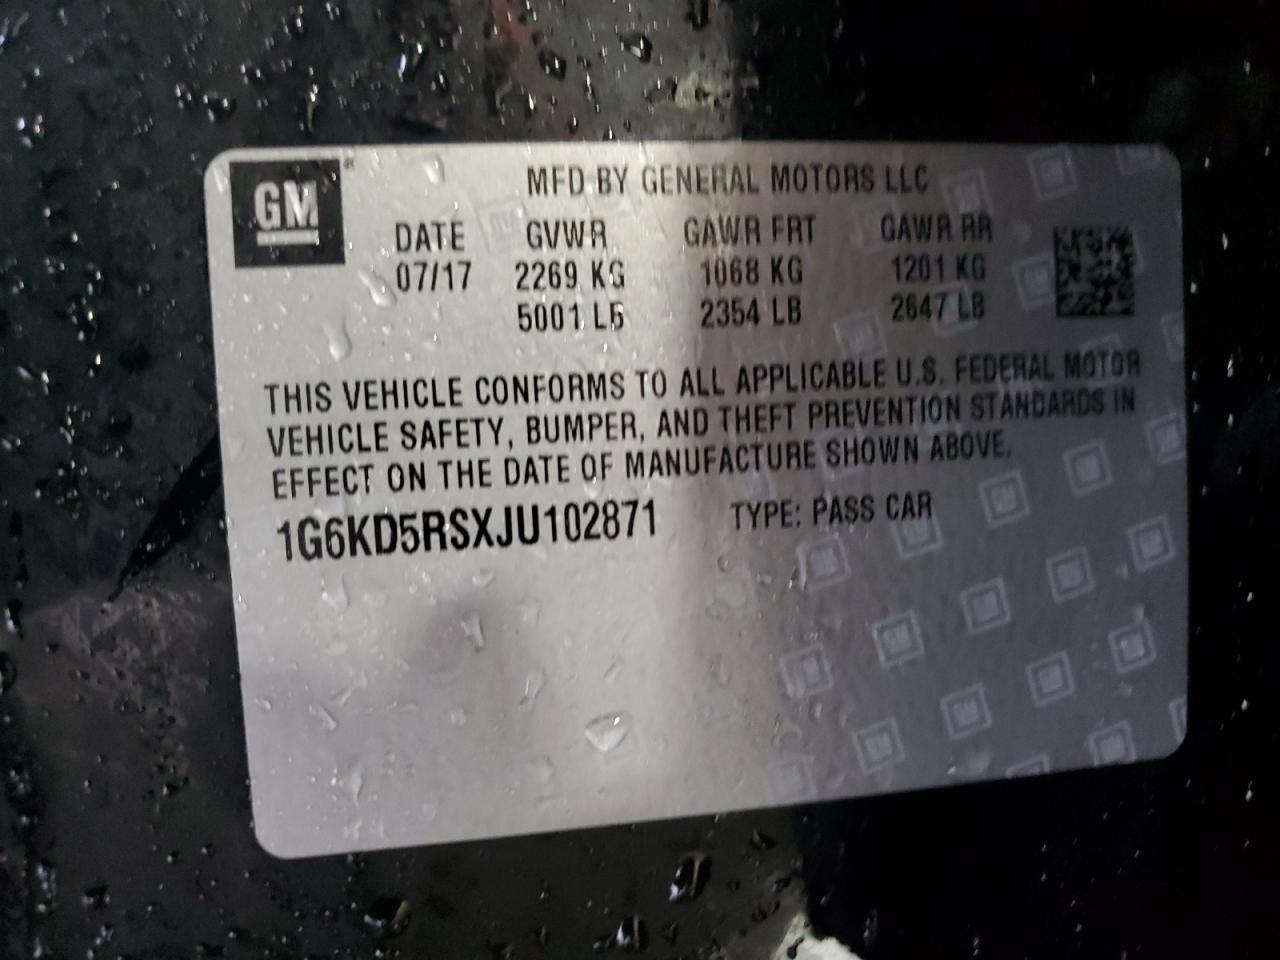 GM®
MFD BY GENERAL MOTORS LLC
DATE GVWR GAWR FRT GAWR RR
07/17 2269 KG 1068 KG 1201 KG
5001 LB 2354 LB 2647 LB
THIS VEHICLE CONFORMS TO ALL APPLICABLE U.S. FEDERAL MOTOR
VEHICLE SAFETY, BUMPER, AND THEFT PREVENTION STANDARDS IN
EFFECT ON THE DATE OF MANUFACTURE SHOWN ABOVE.
1G6KD5RSXJU102871 TYPE: PASS CAR